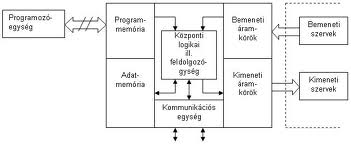 Programozó-
egység
Program-
memória
Adat-
memória
Központi
logikai
ill.
feldolgozó-
gység
Kommunikációs
egység
Bemeneti
áram-
körök
Kimeneti
áram-
körök
Bemeneti
szervek
Kimeneti
szervek